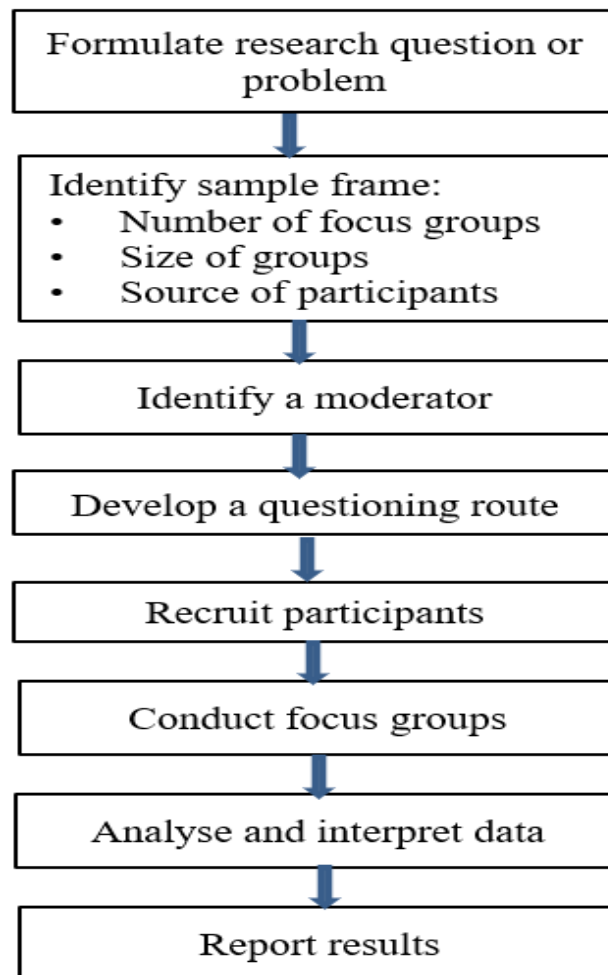 Formulate research question or
problem
Identify sample frame:
• Number of focus groups
• Size of groups
• Source of participants
Identify a moderator
Develop a questioning route
Recruit participants
Conduct focus groups
Analyse and interpret data
Report results